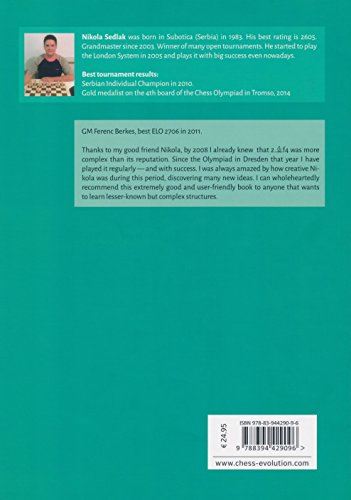 Nikola Sedlak was born in Subotica (Serbia) in 1983. His best rating is 2605.
Grandmaster since 2003. Winner of many open tournaments. He started to play
the London System in 2005 and plays it with big success even nowadays.
Best tournament results:
Serbian Individual Champion in 2010.
Gold medalist on the 4th board of the Chess Olympiad in Tromso, 2014
GM Ferenc Berkes, best ELO 2706 in 2011.
Thanks to my good friend Nikola, by 2008 I already knew that 2.♗f4 was more
complex than its reputation. Since the Olympiad in Dresden that year I have
played it regularly — and with success. I was always amazed by how creative Ni-
kola was during this period, discovering many new ideas. I can wholeheartedly
recommend this extremely good and user-friendly book to anyone that wants
to learn lesser-known but complex structures.
€ 24.95
ISBN 978-83-944290-9-6
9 788394 429096 >
www.chess-evolution.com